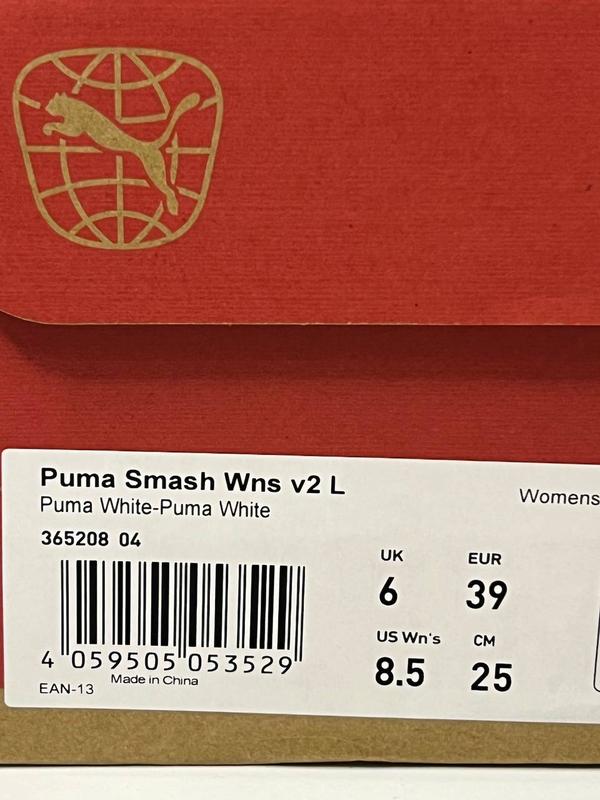 Puma Smash Wns v2 L
Womens
Puma White-Puma White
365208 04
UK EUR
6 39
US Wn's CM
8.5 25
4 059505 053529
Made in China
EAN-13